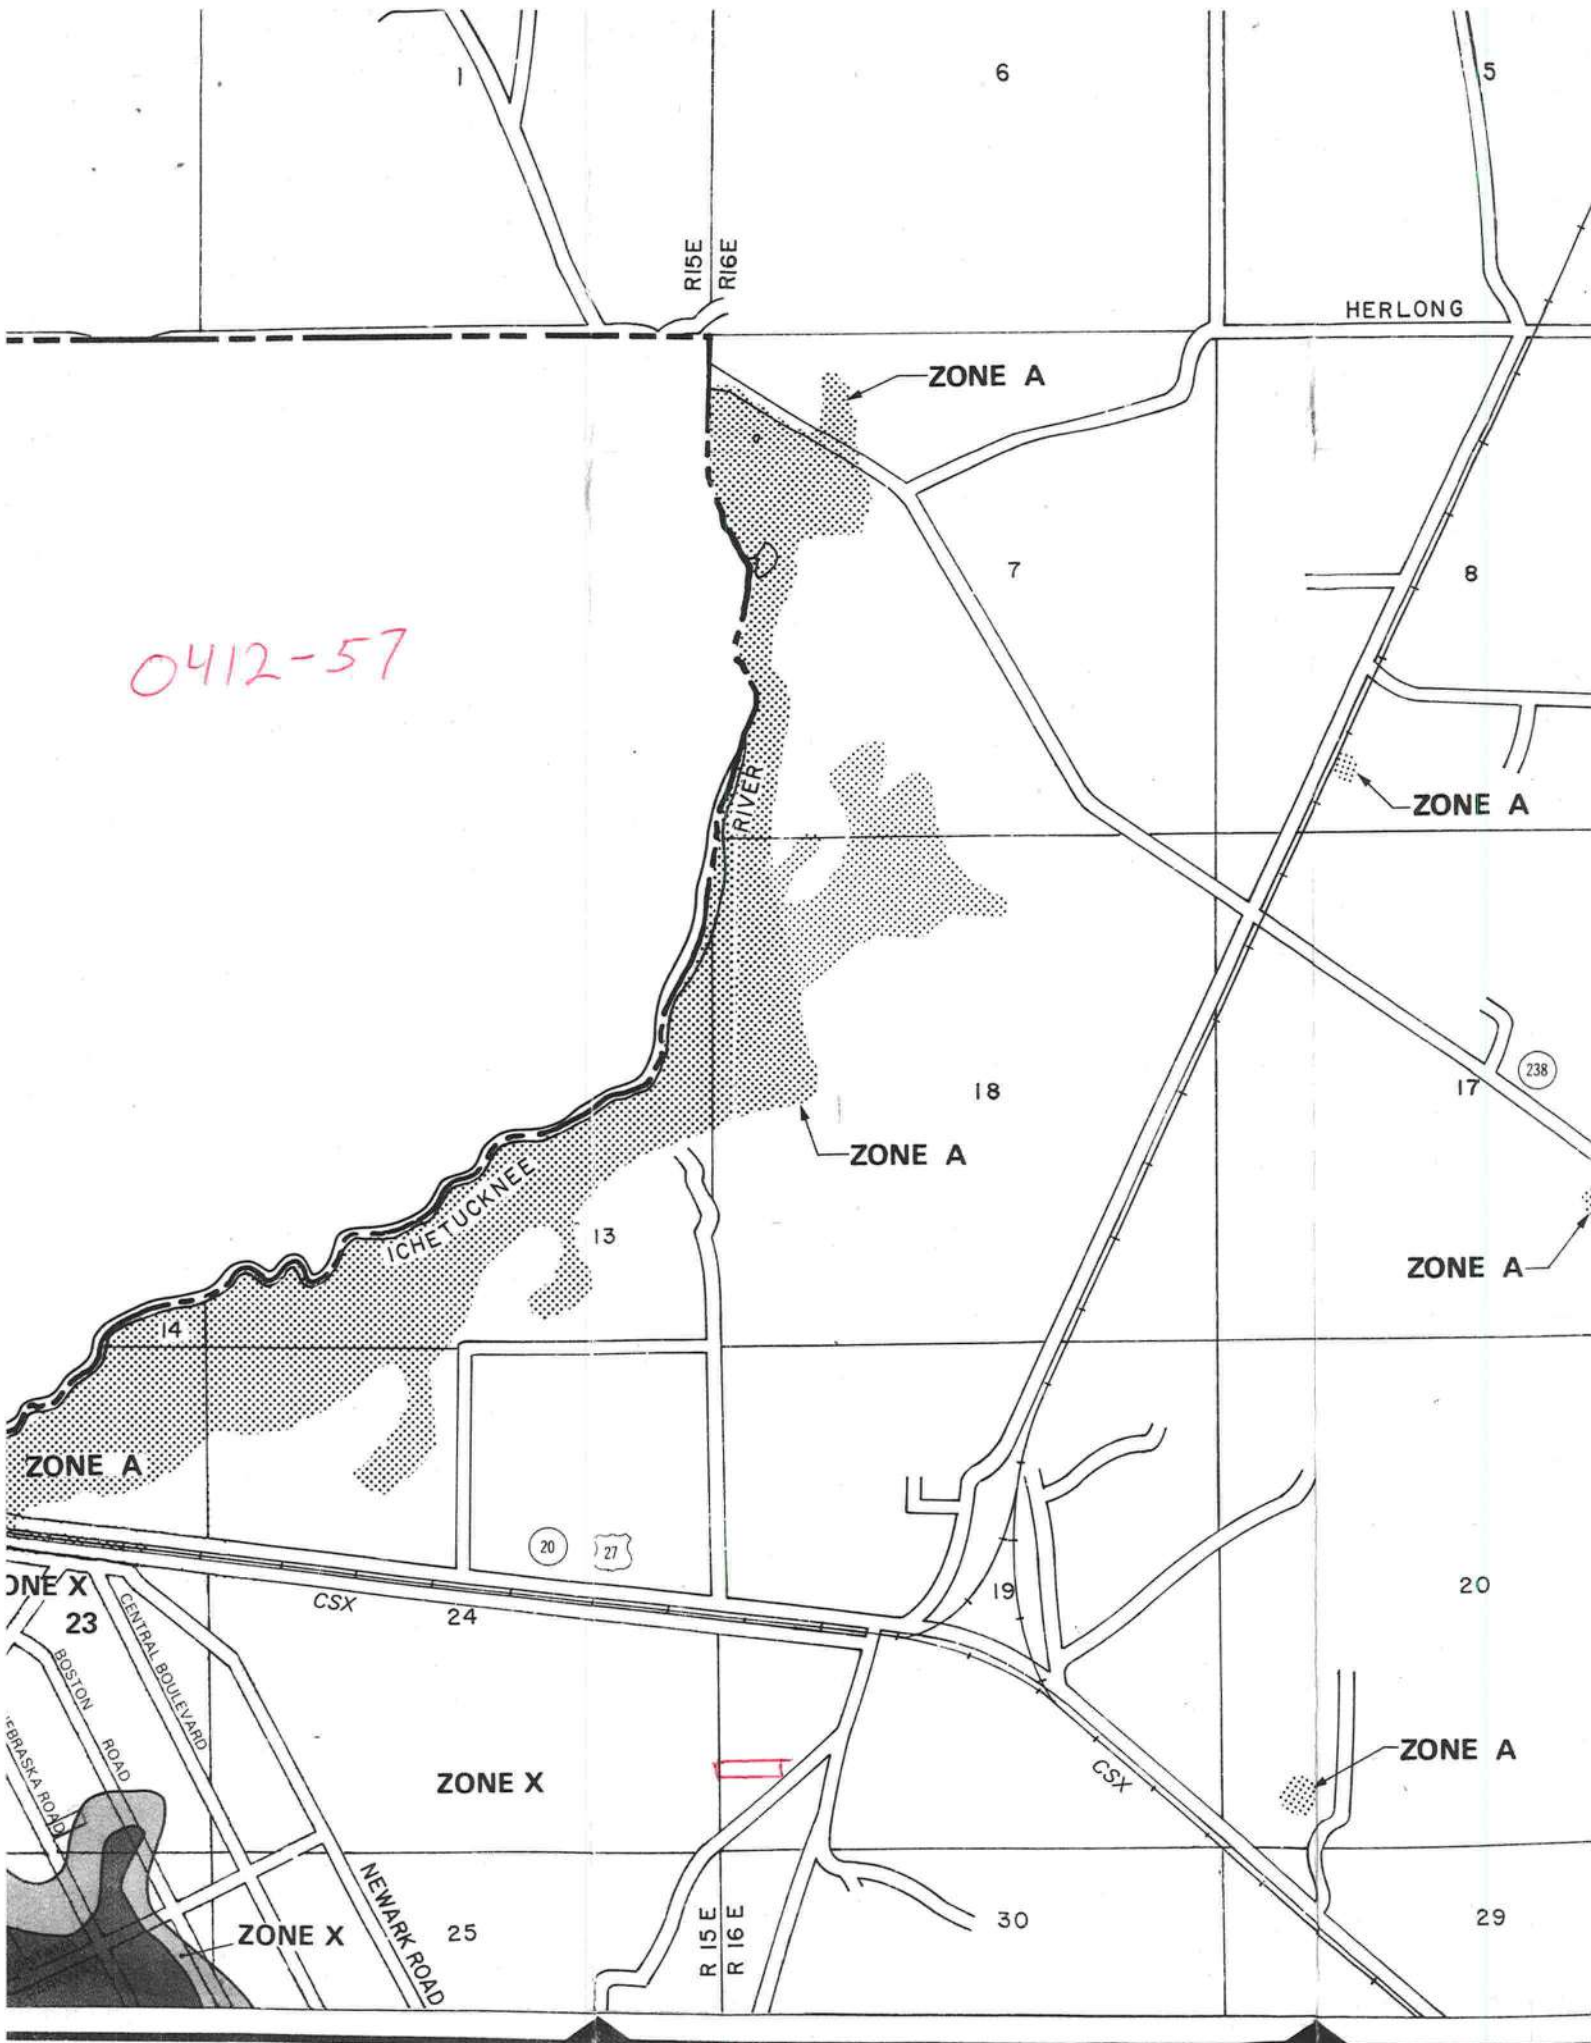 1
6
5
R15E
R16E
HERLONG
ZONE A
7
8
0412-57
ZONE A
RIVER
18
17
238
ZONE A
ICHETUCKNEE
13
ZONE A
14
ZONE A
20
27
19
20
CSX
24
ONE X
23
CENTRAL BOULEVARD
BOSTON ROAD
EBRASKA ROAD
ZONE X
CSX
ZONE A
NEWARK ROAD
ZONE X
25
R 15 E
R 16 E
30
29